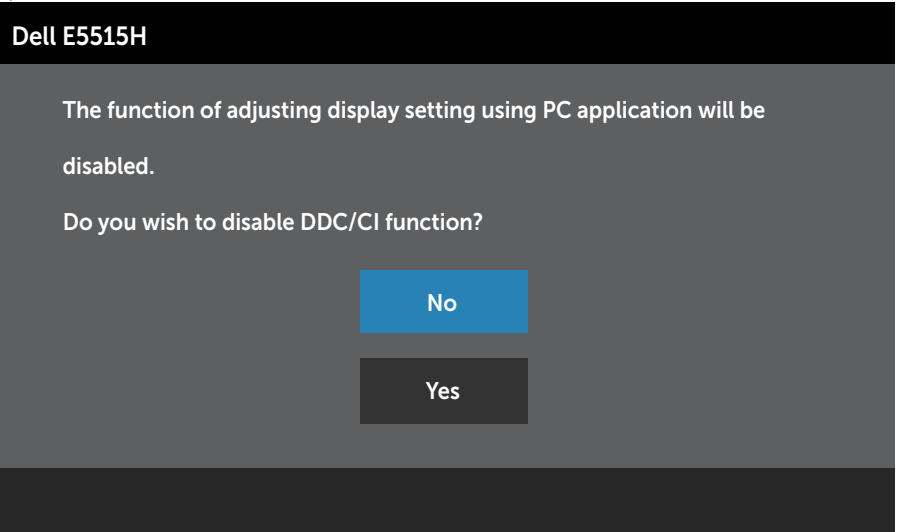 Dell E5515H
The function of adjusting display setting using PC application will be
disabled.
Do you wish to disable DDC/CI function?
No
Yes